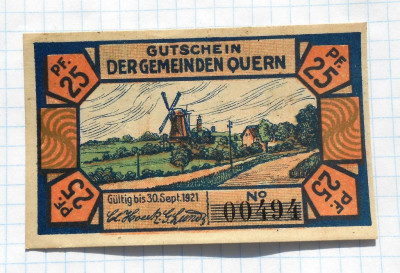 GUTSCHEIN
DER GEMEINDEN QUERN
PF.
25
PF.
25
Gültig bis 30. Sept. 1921
No
00494
PF.
25
PF.
25